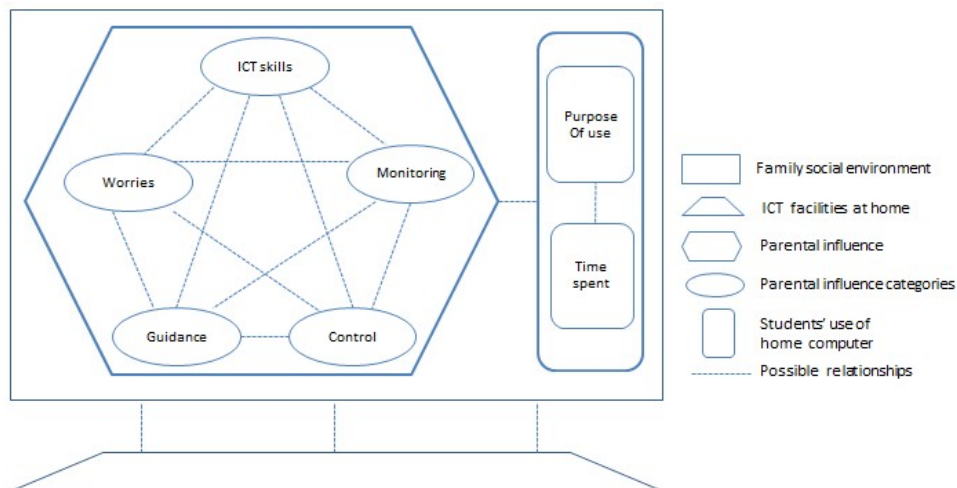 ICT skills
Worries
Monitoring
Guidance
Control
Purpose
Of use
Time
spent
Family social environment
ICT facilities at home
Parental influence
Parental influence categories
Students' use of
home computer
Possible relationships